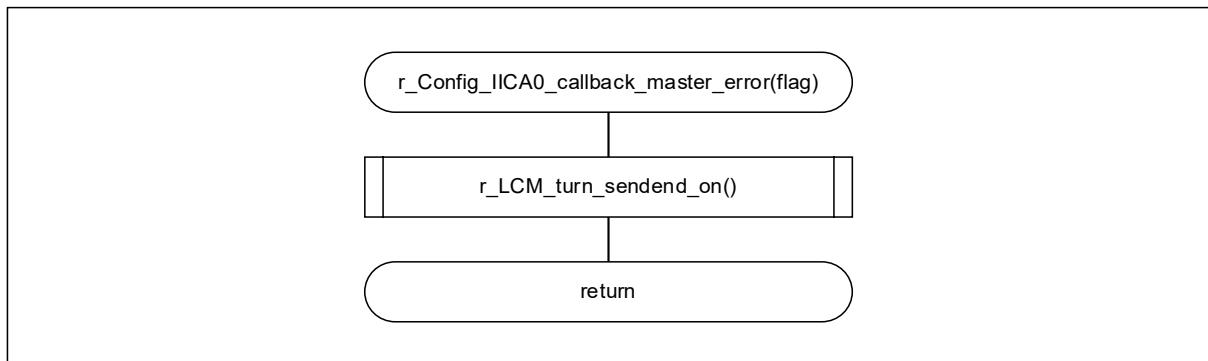 r_Config_IICA0_callback_master_error(flag)
r_LCM_turn_sendend_on()
return